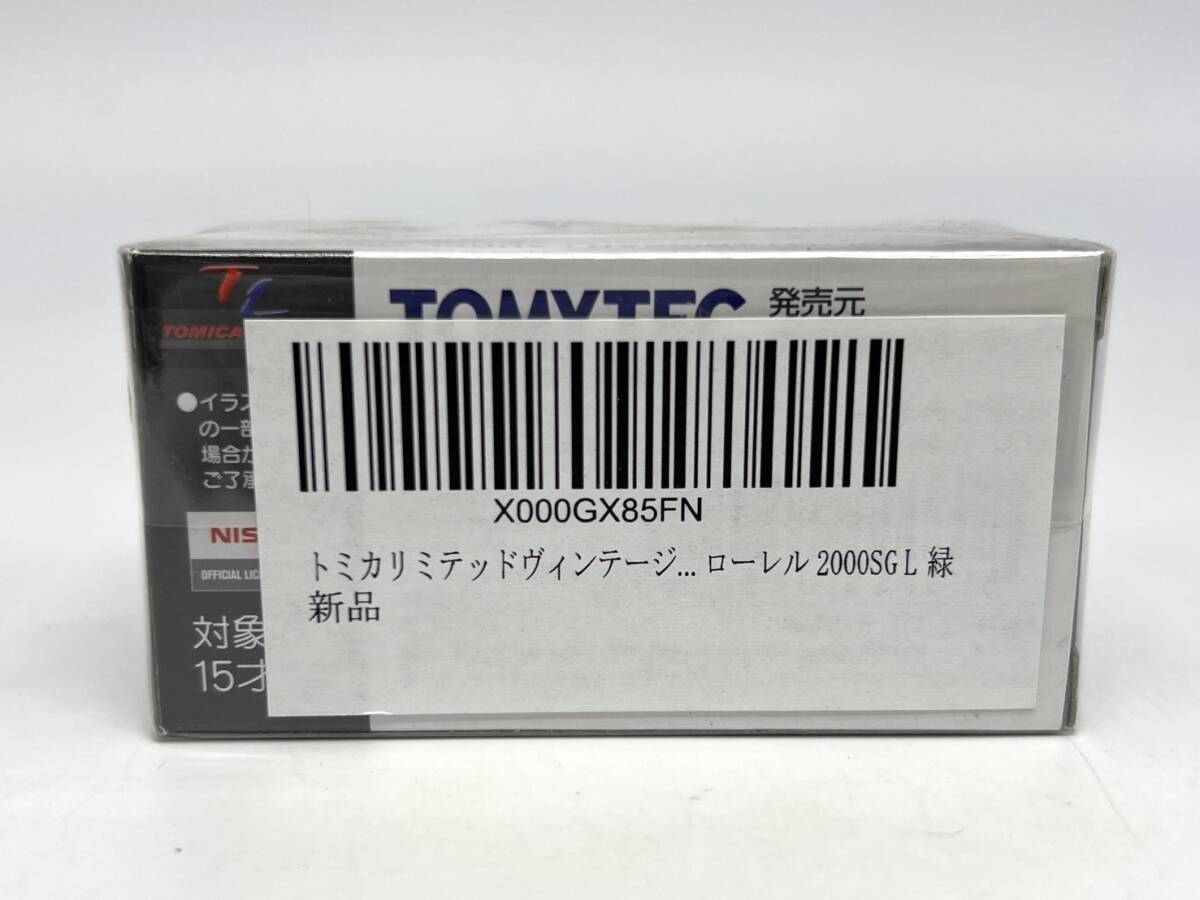 TOMICA
TOMYTEC 発売元
●イラス
の一部
場合が
ご了承
NIS
OFFICIAL LIC
対象
15才
X000GX85FN
トミカリミテッドヴィンテージ... ローレル 2000SGL 緑
新品